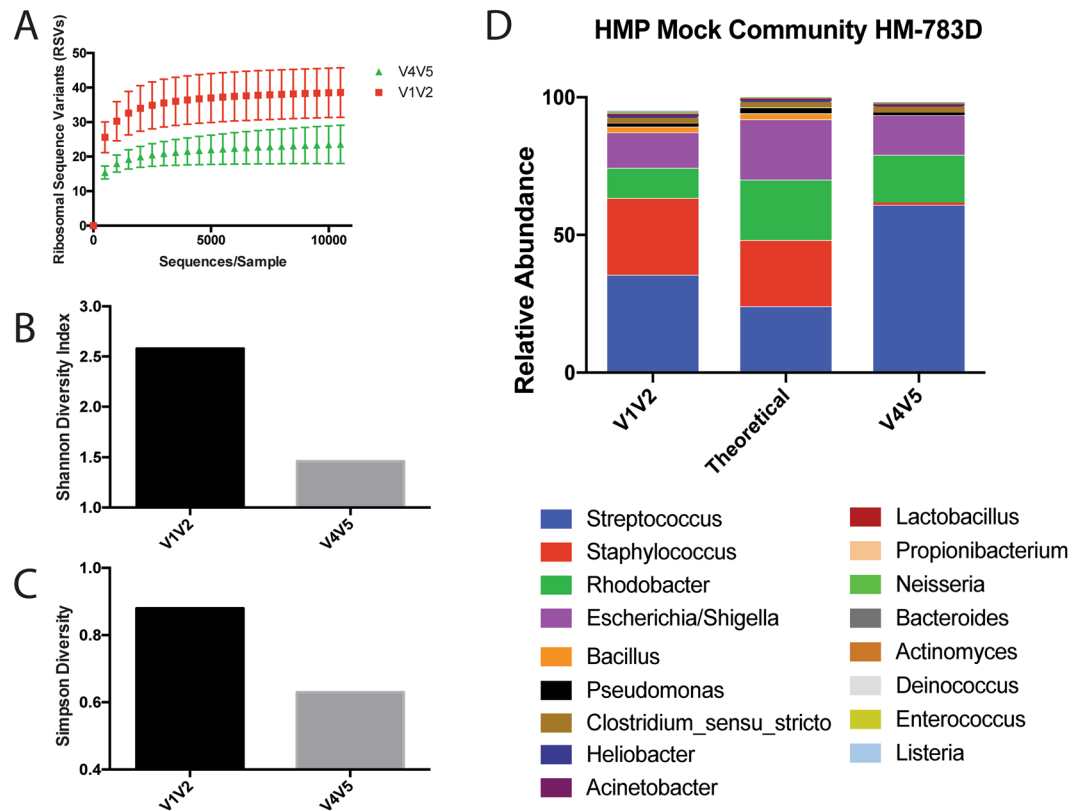 A
Ribosomal Sequence Variants (RSVs)
50
40
30
20
10
0
0
5000
10000
Sequences/Sample
V4V5
V1V2
B
Shannon Diversity Index
3.0
2.5
2.0
1.5
1.0
V1V2
V4V5
C
Simpson Diversity
1.0
0.8
0.6
0.4
V1V2
V4V5
D
HMP Mock Community HM-783D
Relative Abundance
100
50
0
V1V2
Theoretical
V4V5
Streptococcus
Staphylococcus
Rhodobacter
Escherichia/Shigella
Bacillus
Pseudomonas
Clostridium_sensu_stricto
Heliobacter
Acinetobacter
Lactobacillus
Propionibacterium
Neisseria
Bacteroides
Actinomyces
Deinococcus
Enterococcus
Listeria